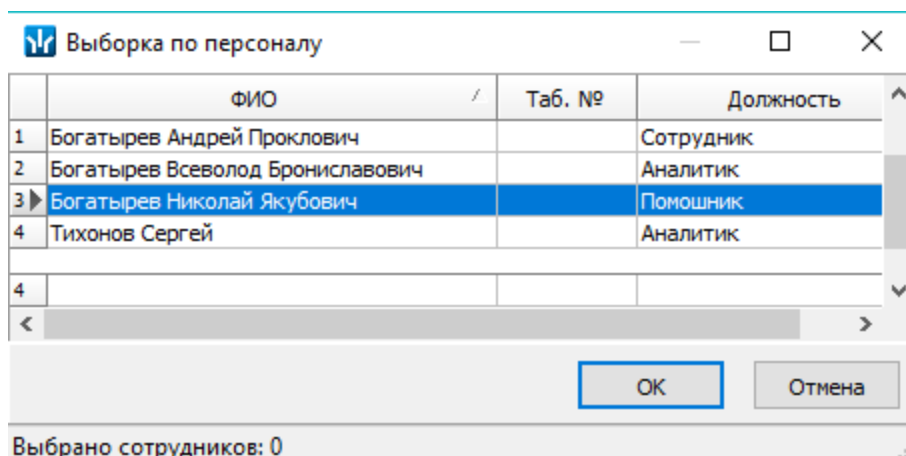 Выборка по персоналу
ФИО Таб. № Должность
1 Богатырев Андрей Проклович Сотрудник
2 Богатырев Всеволод Брониславович Аналитик
3 Богатырев Николай Якубович Помошник
4 Тихонов Сергей Аналитик
4
ОК Отмена
Выбрано сотрудников: 0